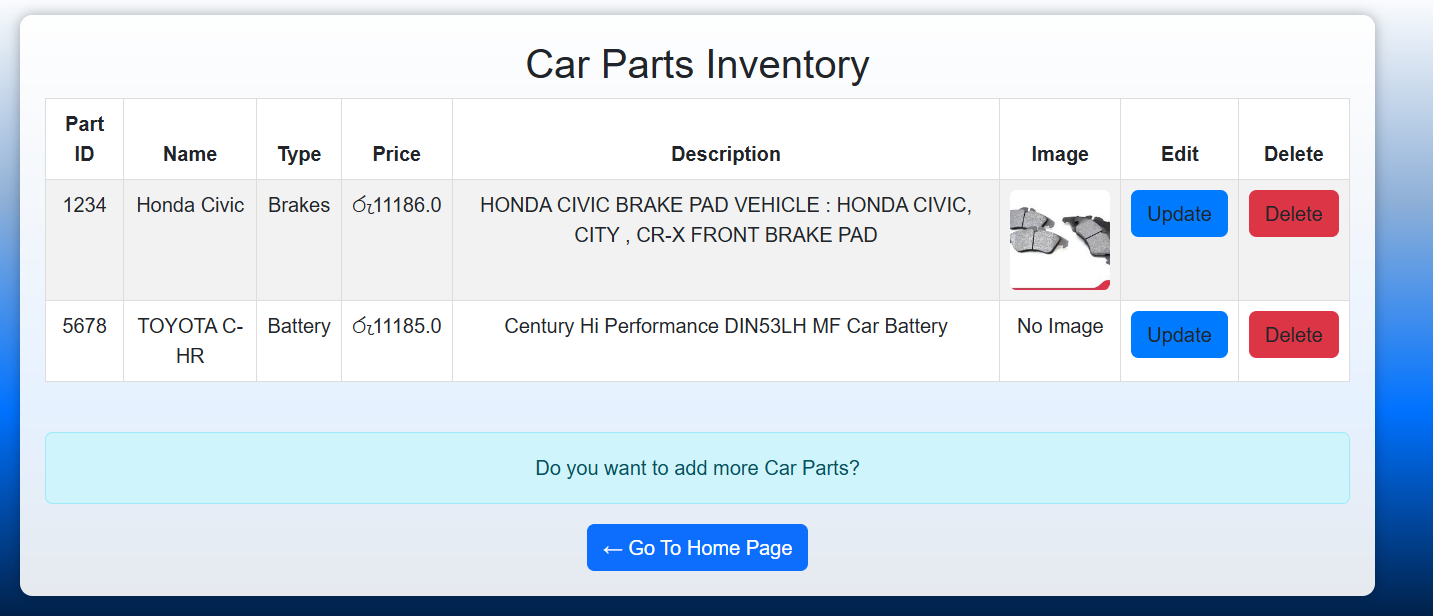 Car Parts Inventory
Part
ID Name Type Price Description Image Edit Delete
1234 Honda Civic Brakes රු11186.0 HONDA CIVIC BRAKE PAD VEHICLE : HONDA CIVIC, Update Delete
CITY , CR-X FRONT BRAKE PAD
5678 TOYOTA C- Battery රු11185.0 Century Hi Performance DIN53LH MF Car Battery No Image Update Delete
HR
Do you want to add more Car Parts?
← Go To Home Page